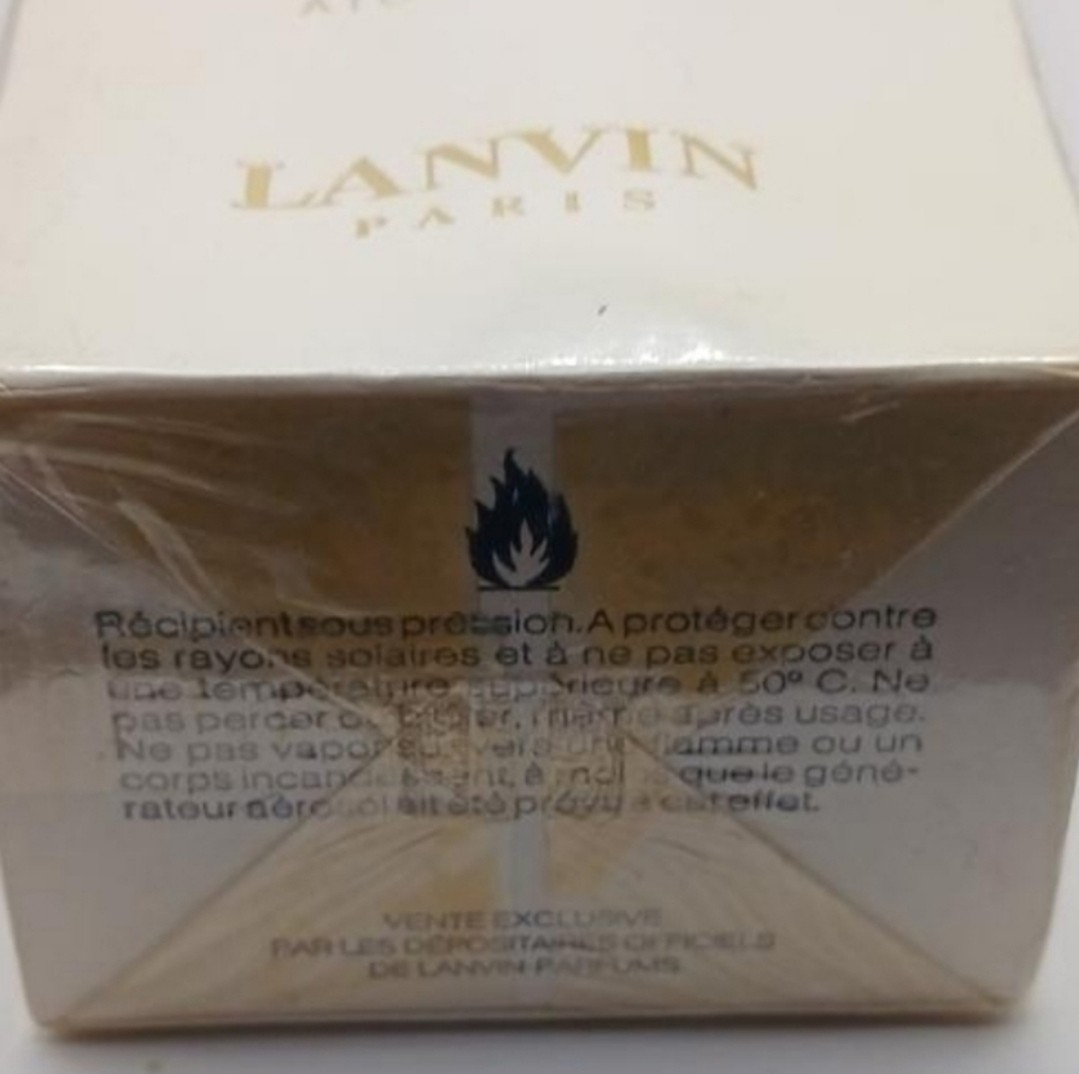 LANVIN
PARIS
Récipient sous pression. A protéger contre
les rayons solaires et à ne pas exposer à
une température supérieure à 50° C. Ne
pas percer ou brûler, même après usage.
Ne pas vaporiser vers une flamme ou un
corps incandescent, à moins que le géné-
rateur aérosol ait été prévu à cet effet.
VENTE EXCLUSIVE
PAR LES DÉPOSITAIRES OFFICIELS
DE LANVIN PARFUMS